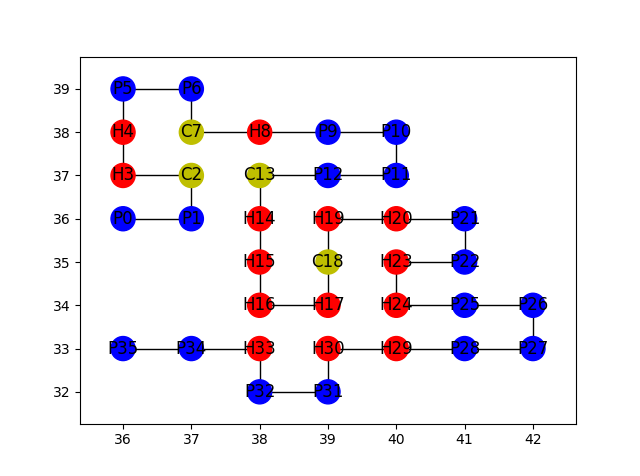 39
P5 P6
38
H4 C7 H8 P9 P10
37
H3 C2 C13 P12 P11
36
P0 P1 H14 H19 H20 P21
35
H15 C18 H23 P22
34
H16 H17 H24 P25 P26
33
P35 P34 H33 H30 H29 P28 P27
32
P32 P31
36 37 38 39 40 41 42